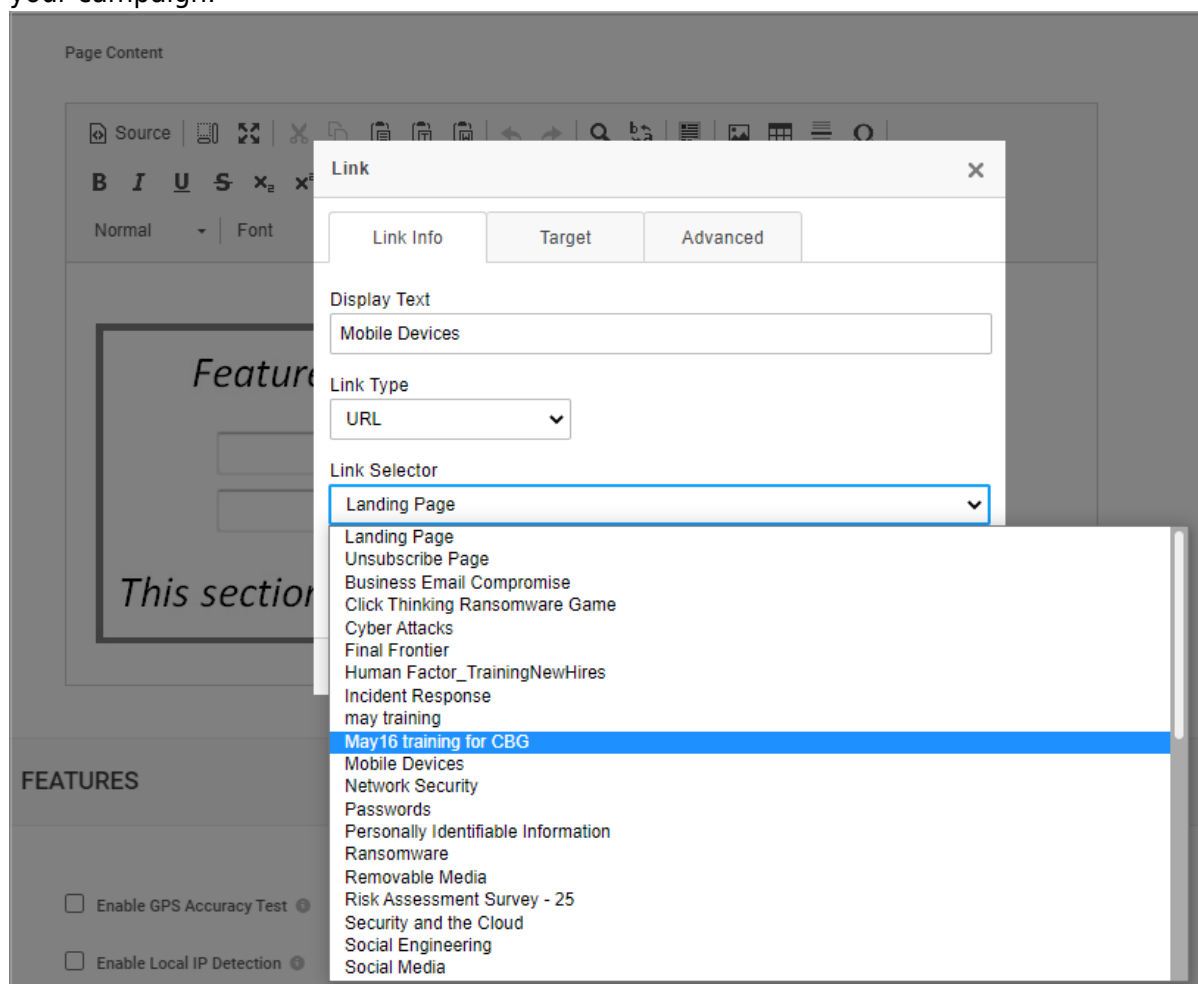 your campaign.
Page Content
Source
Link
B I U S
Normal Font
Link Info Target Advanced
Display Text
Mobile Devices
Feature
Link Type
URL
Link Selector
Landing Page
Landing Page
Unsubscribe Page
Business Email Compromise
Click Thinking Ransomware Game
This section
Cyber Attacks
Final Frontier
Human Factor_TrainingNewHires
Incident Response
may training
May16 training for CBG
FEATURES
Mobile Devices
Network Security
Passwords
Personally Identifiable Information
Ransomware
Removable Media
Enable GPS Accuracy Test
Risk Assessment Survey - 25
Security and the Cloud
Social Engineering
Enable Local IP Detection
Social Media